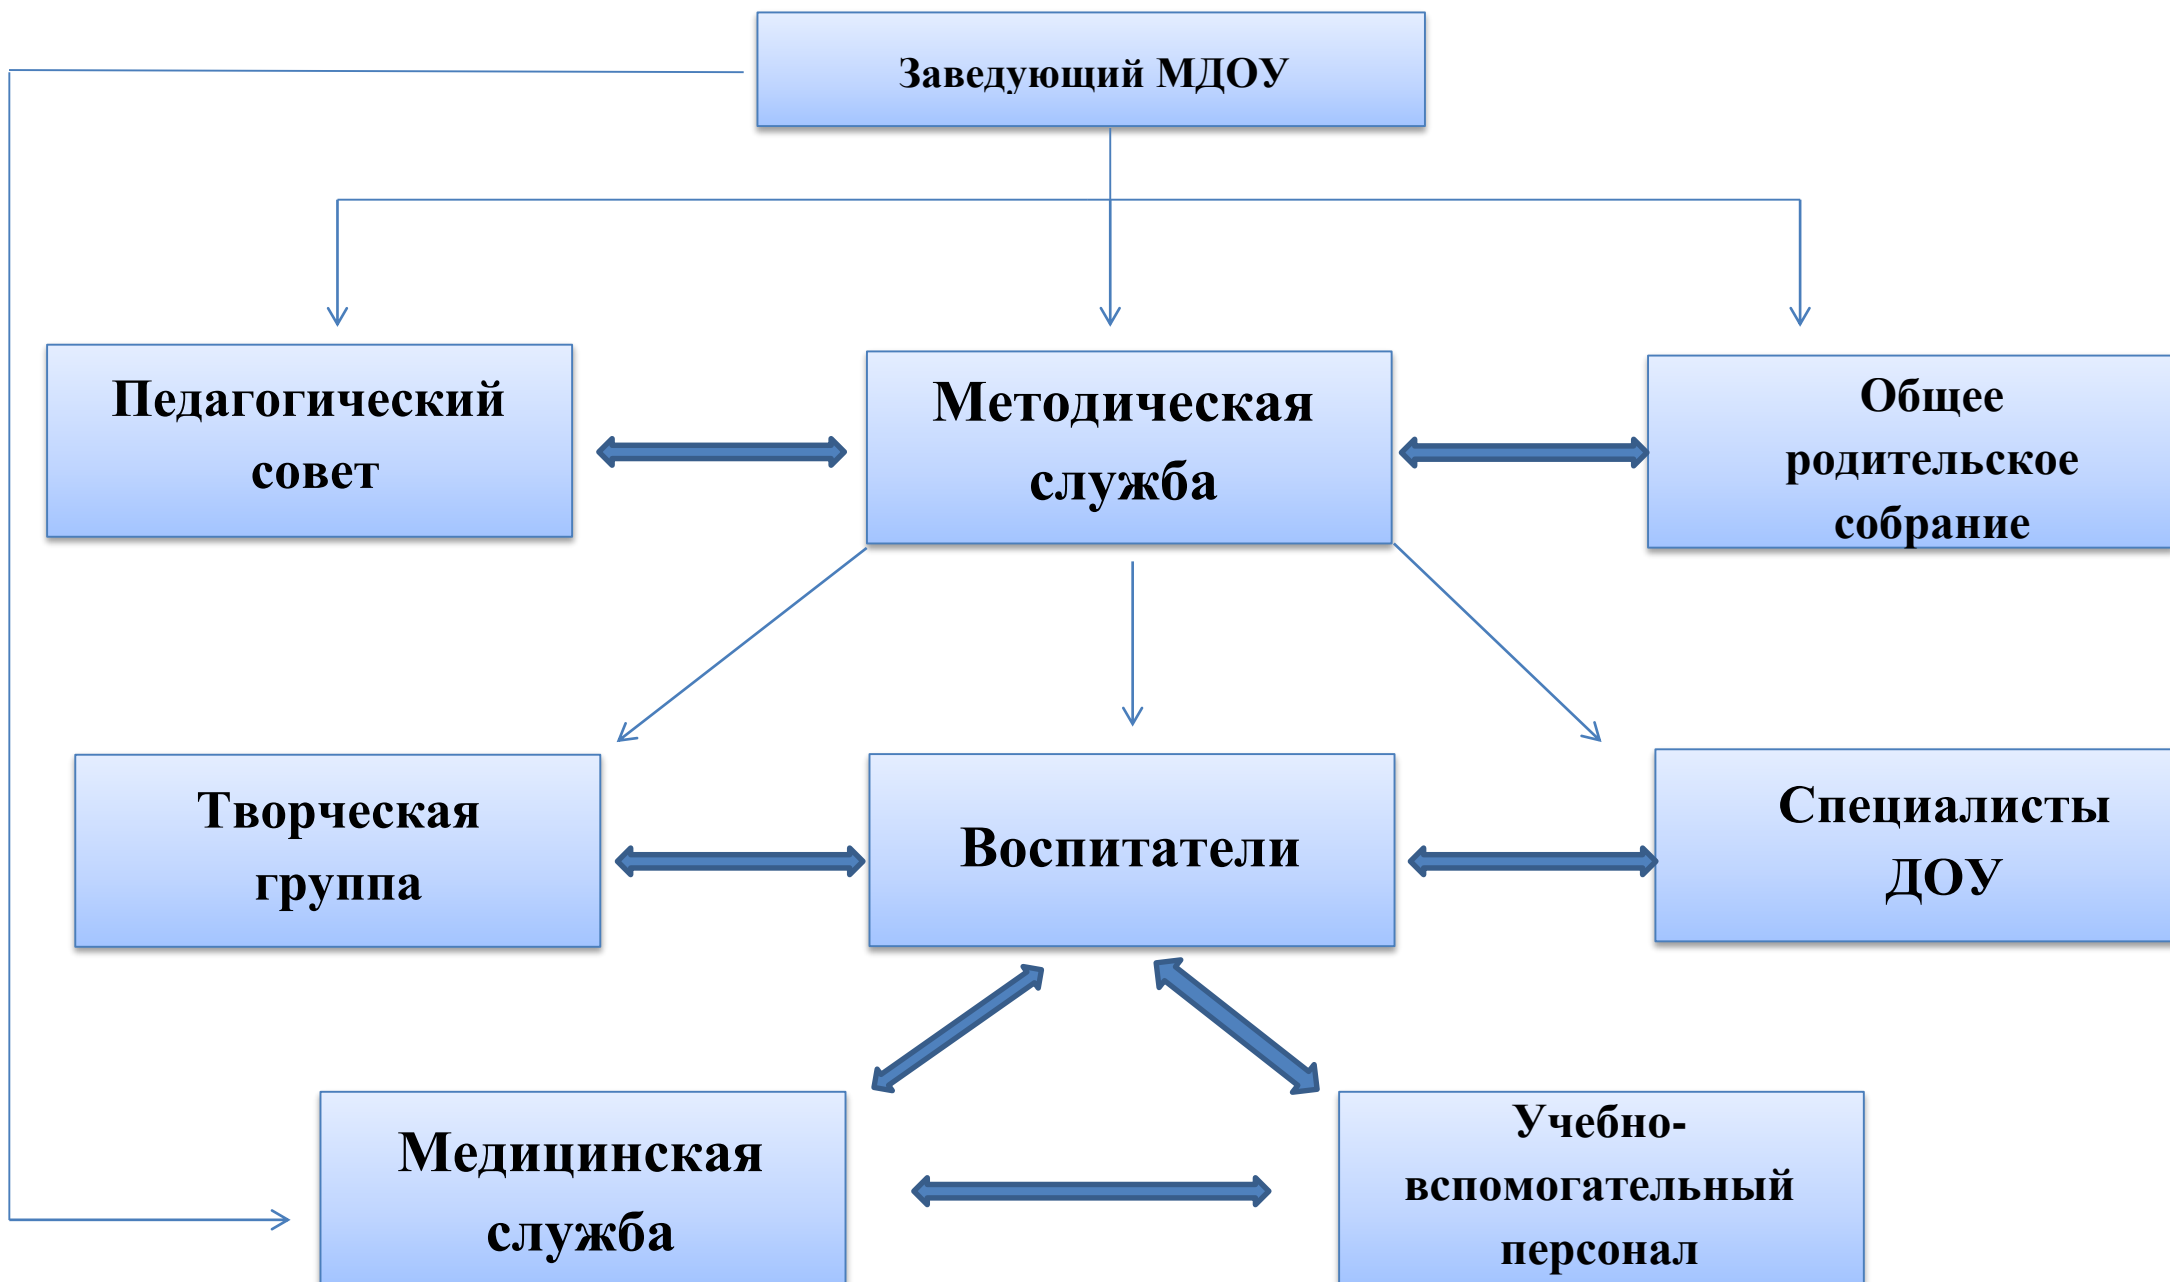 Заведующий МДОУ
Педагогический
совет
Методическая
служба
Общее
родительское
собрание
Творческая
группа
Воспитатели
Специалисты
ДОУ
Медицинская
служба
Учебно-
вспомогательный
персонал